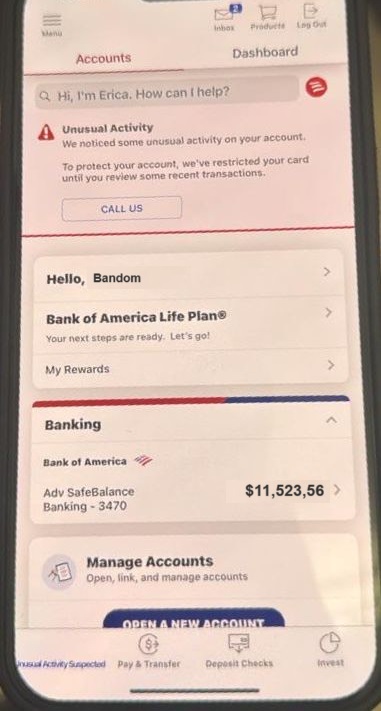 2
Menu
Inbox
Products
Log Out
Accounts
Dashboard
Hi, I'm Erica. How can I help?
Unusual Activity
We noticed some unusual activity on your account.
To protect your account, we've restricted your card
until you review some recent transactions.
CALL US
Hello, Bandom
Bank of America Life Plan®
Your next steps are ready. Let's go!
My Rewards
Banking
Bank of America
Adv SafeBalance
Banking - 3470
$11,523,56
Manage Accounts
Open, link, and manage accounts
OPEN A NEW ACCOUNT
Unusual Activity Suspected
Pay & Transfer
Deposit Checks
Invest